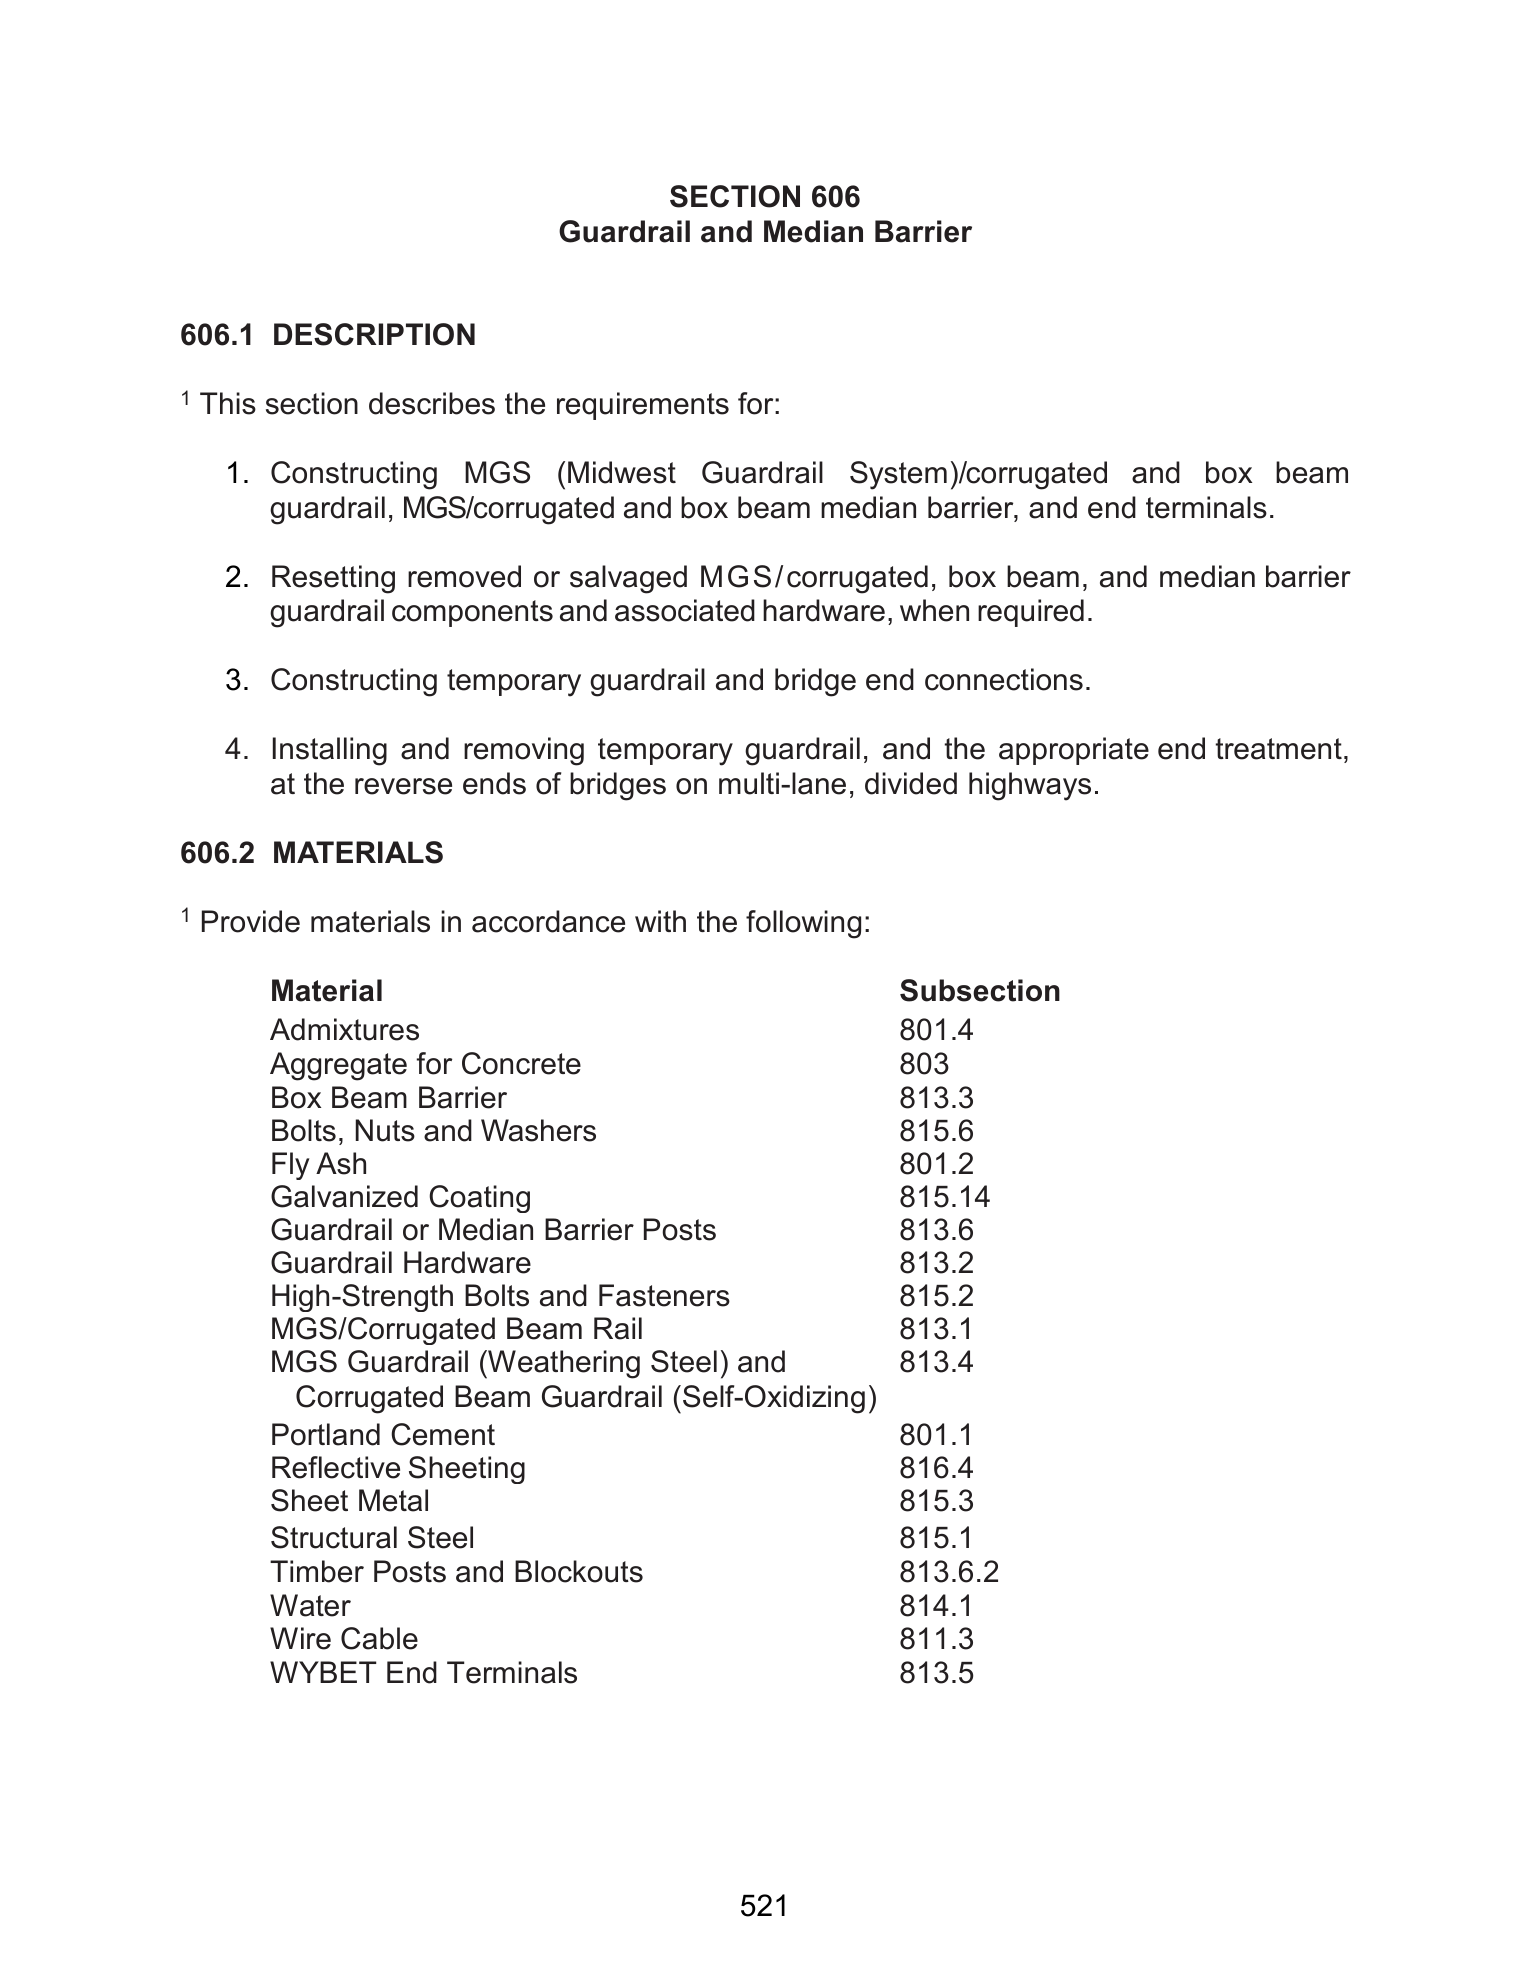 SECTION 606
Guardrail and Median Barrier
606.1 DESCRIPTION
1 This section describes the requirements for:
1. Constructing MGS (Midwest Guardrail System)/corrugated and box beam
guardrail, MGS/corrugated and box beam median barrier, and end terminals.
2. Resetting removed or salvaged MGS/corrugated, box beam, and median barrier
guardrail components and associated hardware, when required.
3. Constructing temporary guardrail and bridge end connections.
4. Installing and removing temporary guardrail, and the appropriate end treatment,
at the reverse ends of bridges on multi-lane, divided highways.
606.2 MATERIALS
1 Provide materials in accordance with the following:
Material Subsection
Admixtures 801.4
Aggregate for Concrete 803
Box Beam Barrier 813.3
Bolts, Nuts and Washers 815.6
Fly Ash 801.2
Galvanized Coating 815.14
Guardrail or Median Barrier Posts 813.6
Guardrail Hardware 813.2
High-Strength Bolts and Fasteners 815.2
MGS/Corrugated Beam Rail 813.1
MGS Guardrail (Weathering Steel) and 813.4
Corrugated Beam Guardrail (Self-Oxidizing)
Portland Cement 801.1
Reflective Sheeting 816.4
Sheet Metal 815.3
Structural Steel 815.1
Timber Posts and Blockouts 813.6.2
Water 814.1
Wire Cable 811.3
WYBET End Terminals 813.5
521